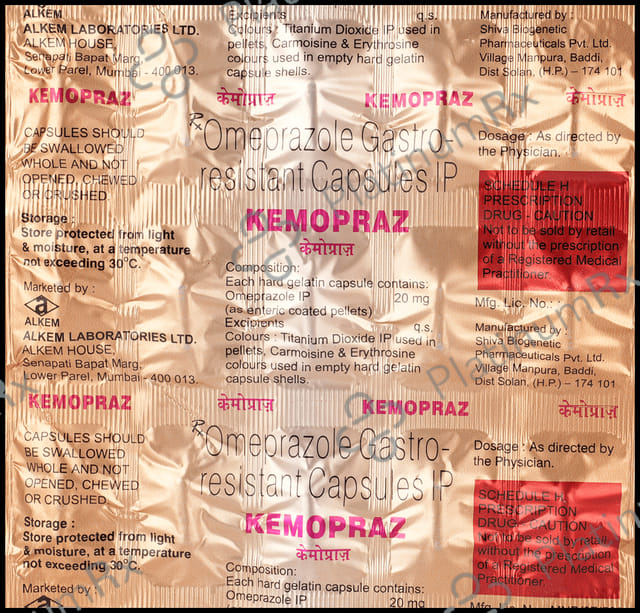 ALKEM
ALKEM LABORATORIES LTD.
ALKEM HOUSE,
Senapati Bapat Marg,
Lower Parel, Mumbai - 400 013.
Excipients q.s.
Colours : Titanium Dioxide IP used in
pellets, Carmoisine & Erythrosine
colours used in empty hard gelatin
capsule shells.
Manufactured by :
Shiva Biogenetic
Pharmaceuticals Pvt. Ltd.
Village Manpura, Baddi,
Dist Solan, (H.P.) - 174 101
KEMOPRAZ केमोप्राज़ KEMOPRAZ केमोप्राज़
CAPSULES SHOULD
BE SWALLOWED
WHOLE AND NOT
OPENED, CHEWED
OR CRUSHED
Storage :
Store protected from light
& moisture, at a temperature
not exceeding 30°C.
Marketed by :
a
ALKEM
ALKEM LABORATORIES LTD.
ALKEM HOUSE,
Senapati Bapat Marg,
Lower Parel, Mumbai - 400 013.
Rx Omeprazole Gastro-
resistant Capsules IP
KEMOPRAZ
केमोप्राज़
Composition:
Each hard gelatin capsule contains:
Omeprazole IP 20 mg
(as enteric coated pellets)
Excipients q.s.
Colours : Titanium Dioxide IP used in
pellets, Carmoisine & Erythrosine
colours used in empty hard gelatin
capsule shells.
Dosage : As directed by
the Physician.
SCHEDULE H
PRESCRIPTION
DRUG - CAUTION
Not to be sold by retail
without the prescription
of a Registered Medical
Practitioner.
Mfg. Lic. No.:
Manufactured by :
Shiva Biogenetic
Pharmaceuticals Pvt. Ltd.
Village Manpura, Baddi,
Dist Solan, (H.P.) – 174 101
KEMOPRAZ केमोप्राज़ KEMOPRAZ केमोप्राज़
CAPSULES SHOULD
BE SWALLOWED
WHOLE AND NOT
OPENED, CHEWED
OR CRUSHED
Storage :
Store protected from light
& moisture, at a temperature
not exceeding 30°C.
Marketed by :
Rx Omeprazole Gastro-
resistant Capsules IP
KEMOPRAZ
केमोप्राज़
Composition:
Each hard gelatin capsule contains:
Omeprazole IP 20 mg
Dosage : As directed by
the Physician.
SCHEDULE H
PRESCRIPTION
DRUG - CAUTION
Not to be sold by retail
without the prescription
of a Registered Medical
Practitioner.
Mfg. Lic. No.:
PlatinumRx
PlatinumRx
PlatinumRx